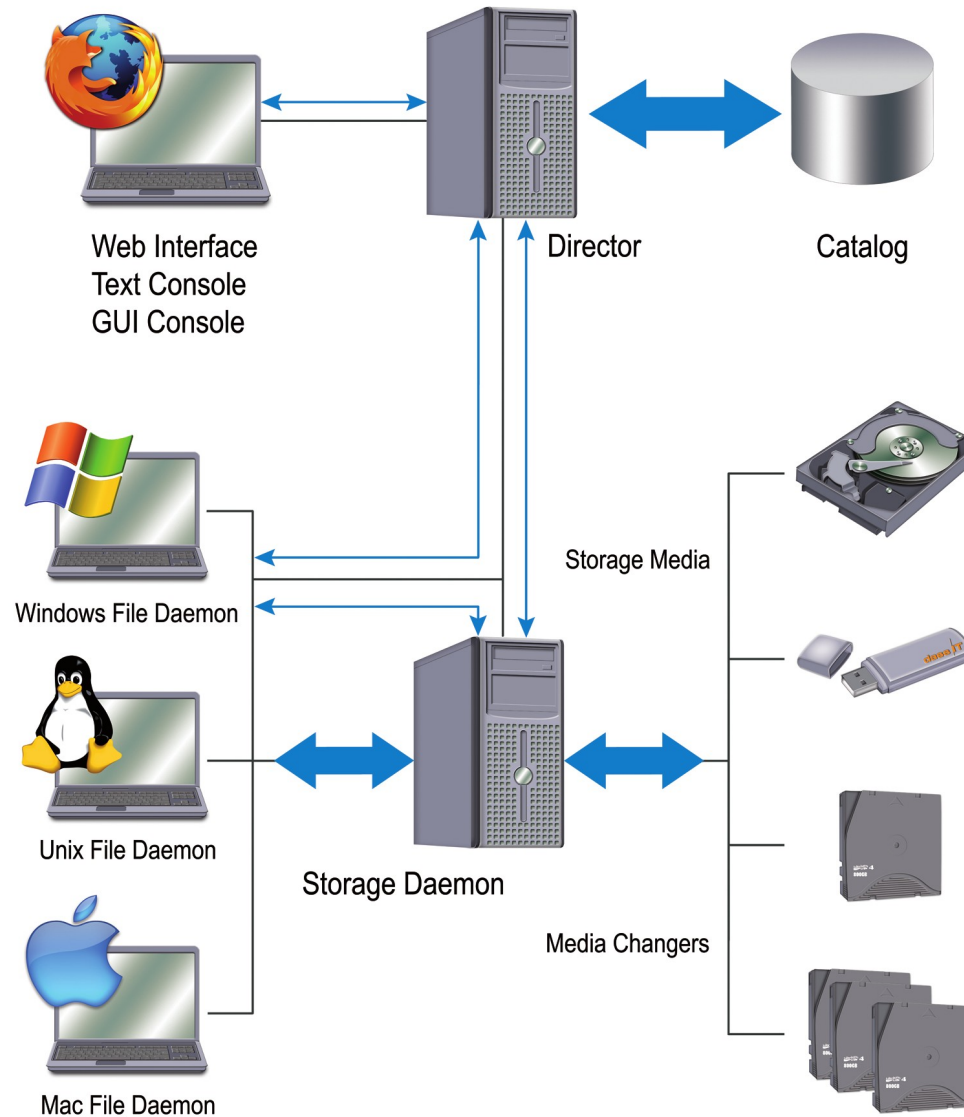 Web Interface
Text Console
GUI Console
Director
Catalog
Storage Media
Windows File Daemon
Unix File Daemon
Storage Daemon
Media Changers
Mac File Daemon